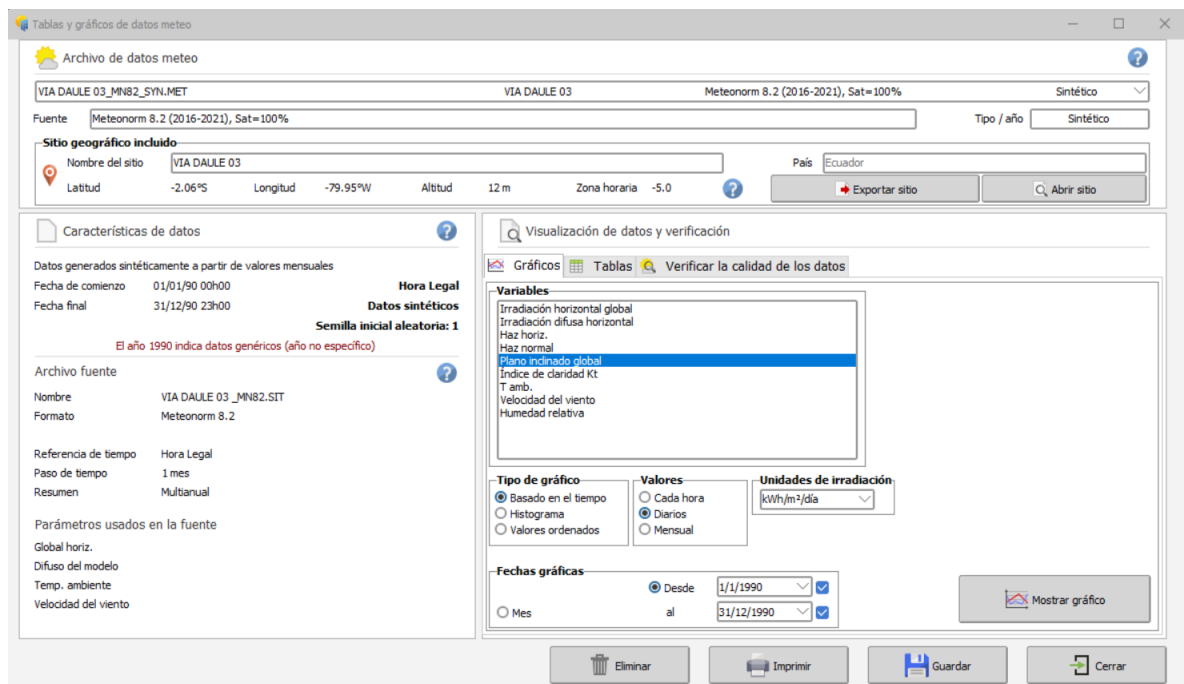 Tablas y gráficos de datos meteo
Archivo de datos meteo
VIA DAULE 03_MN82_SYN.MET VIA DAULE 03 Meteonorm 8.2 (2016-2021), Sat=100% Sintético
Fuente Meteonorm 8.2 (2016-2021), Sat=100% Tipo / año Sintético
Sitio geográfico incluido
Nombre del sitio VIA DAULE 03 País Ecuador
Latitud -2.06°S Longitud -79.95°W Altitud 12 m Zona horaria -5.0 Exportar sitio Abrir sitio
Características de datos
Datos generados sintéticamente a partir de valores mensuales
Fecha de comienzo 01/01/90 00h00 Hora Legal
Fecha final 31/12/90 23h00 Datos sintéticos
Semilla inicial aleatoria: 1
El año 1990 indica datos genéricos (año no específico)
Archivo fuente
Nombre VIA DAULE 03 _MN82.SIT
Formato Meteonorm 8.2
Referencia de tiempo Hora Legal
Paso de tiempo 1 mes
Resumen Multianual
Parámetros usados en la fuente
Global horiz.
Difuso del modelo
Temp. ambiente
Velocidad del viento
Visualización de datos y verificación
Gráficos Tablas Verificar la calidad de los datos
Variables
Irradiación horizontal global
Irradiación difusa horizontal
Haz horiz.
Haz normal
Plano inclinado global
Índice de claridad Kt
T amb.
Velocidad del viento
Humedad relativa
Tipo de gráfico Valores Unidades de irradiación
Basado en el tiempo Cada hora kWh/m²/día
Histograma Diarios
Valores ordenados Mensual
Fechas gráficas
Desde 1/1/1990
Mes al 31/12/1990
Mostrar gráfico
Eliminar Imprimir Guardar Cerrar